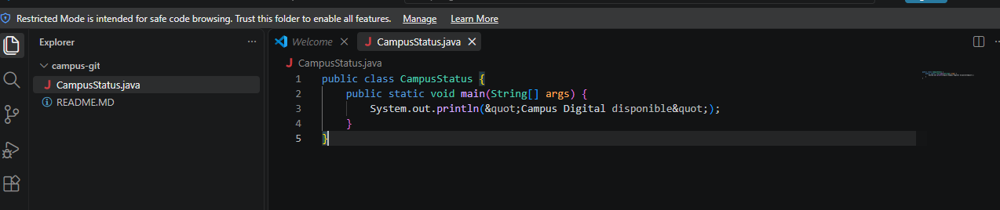 Restricted Mode is intended for safe code browsing. Trust this folder to enable all features. Manage Learn More
Explorer
Welcome
CampusStatus.java
campus-git
CampusStatus.java
README.MD
CampusStatus.java
1 public class CampusStatus {
2 public static void main(String[] args) {
3 System.out.println(&quot;Campus Digital disponible&quot;);
4 }
5 }